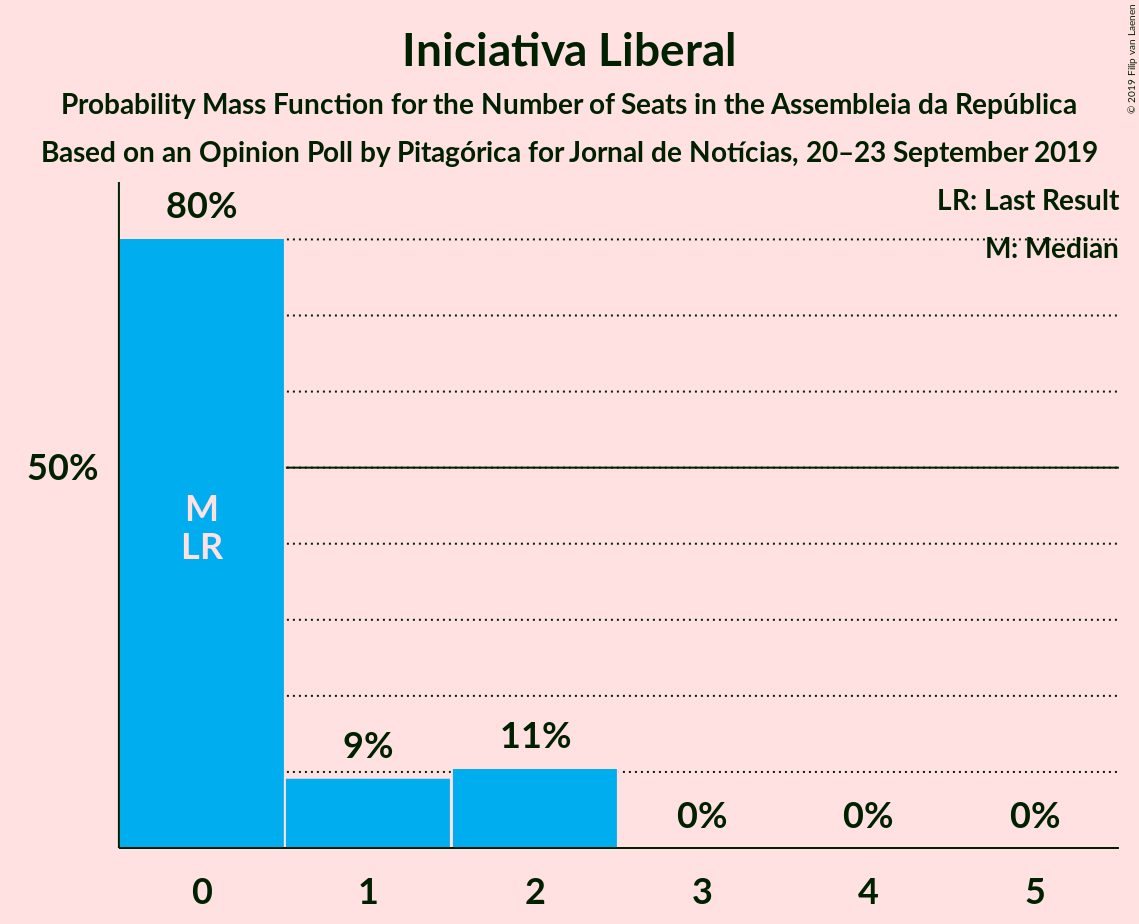 Iniciativa Liberal
Probability Mass Function for the Number of Seats in the Assembleia da República
Based on an Opinion Poll by Pitagórica for Jornal de Notícias, 20–23 September 2019
© 2019 Filip van Laenen
LR: Last Result
M: Median
80%
50%
M
LR
9%
11%
0%
0%
0%
0
1
2
3
4
5